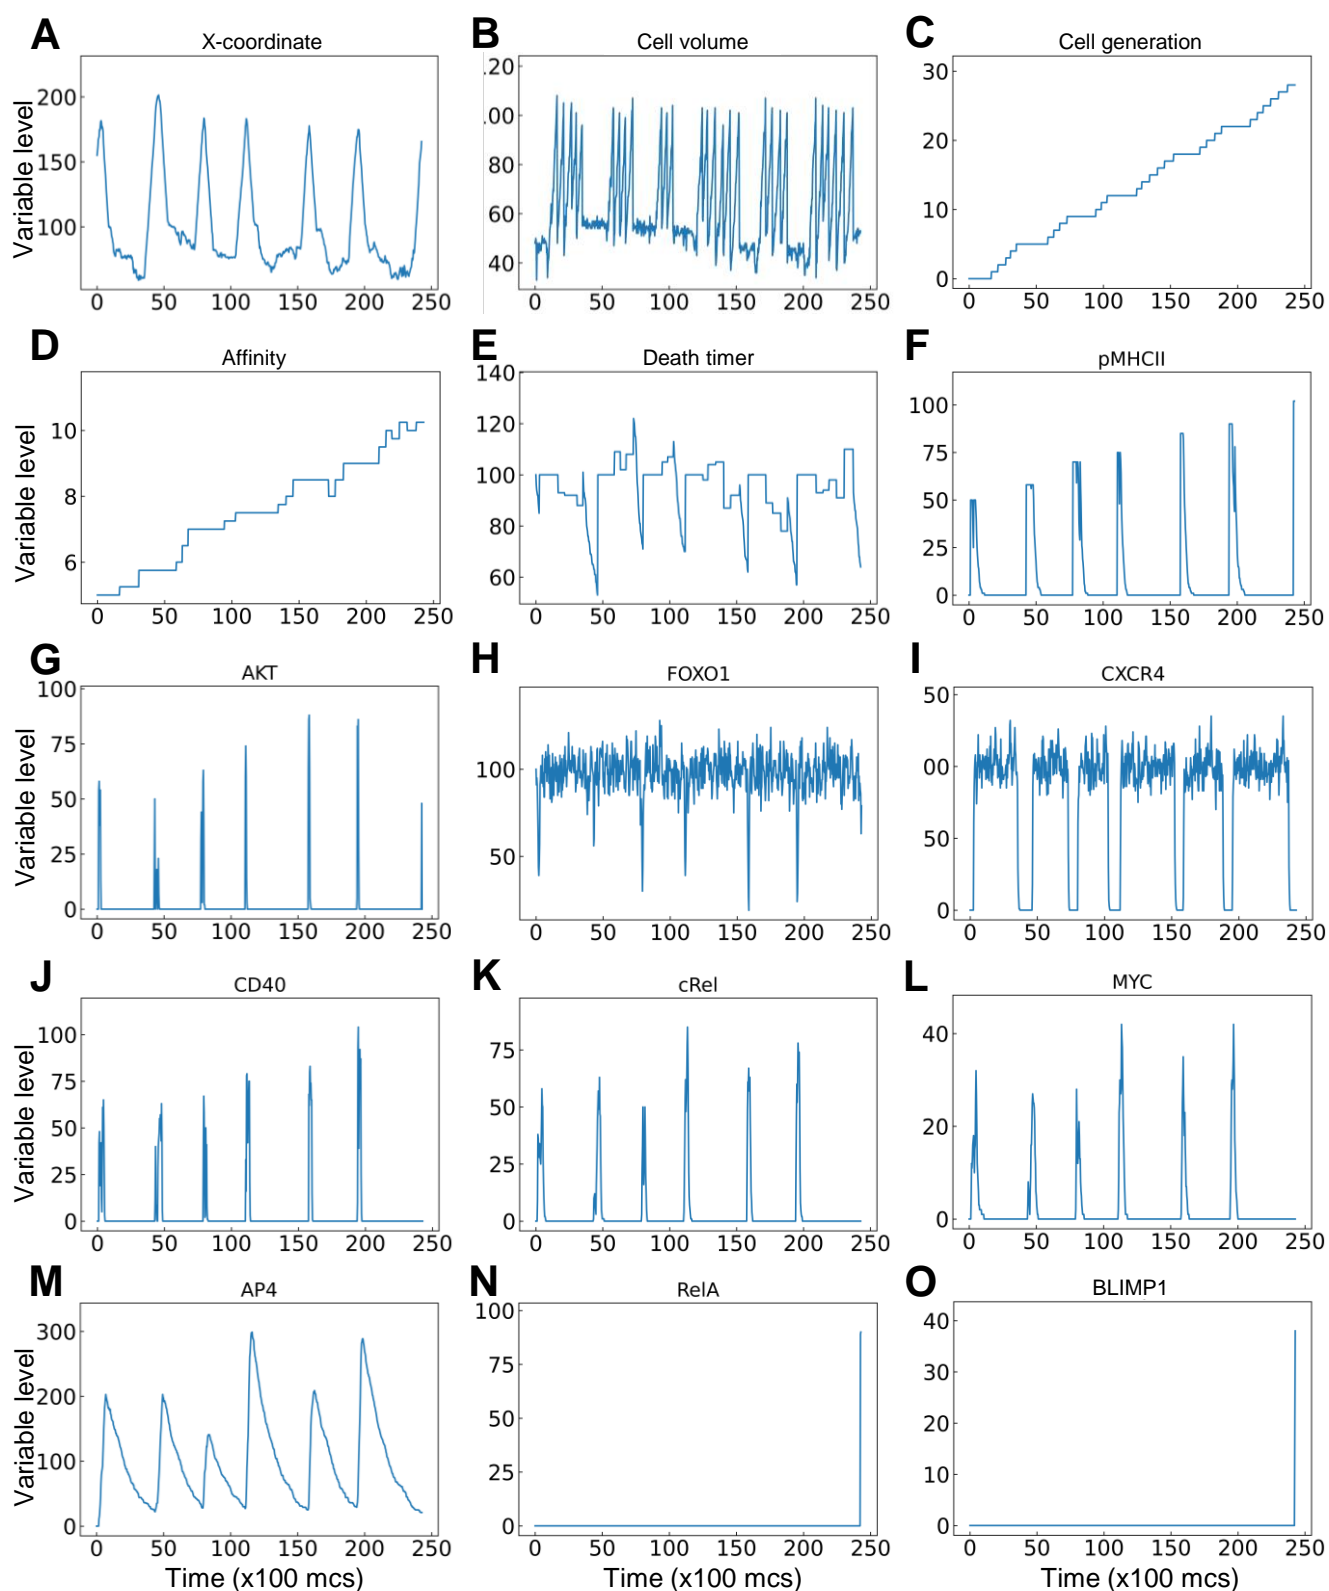 A
X-coordinate
B
Cell volume
C
Cell generation
Variable level
200
150
100
0 50 100 150 200 250
.20
.00
80
60
40
0 50 100 150 200 250
30
20
10
0
0 50 100 150 200 250
D
Affinity
E
Death timer
F
pMHCII
Variable level
10
8
6
0 50 100 150 200 250
140
120
100
80
60
0 50 100 150 200 250
100
75
50
25
0
0 50 100 150 200 250
G
AKT
H
FOXO1
I
CXCR4
Variable level
100
75
50
25
0
0 50 100 150 200 250
100
50
0 50 100 150 200 250
50
00
50
0
0 50 100 150 200 250
J
CD40
K
cRel
L
MYC
Variable level
100
75
50
25
0
0 50 100 150 200 250
75
50
25
0
0 50 100 150 200 250
40
20
0
0 50 100 150 200 250
M
AP4
N
RelA
O
BLIMP1
Variable level
300
200
100
0
0 50 100 150 200 250
Time (x100 mcs)
100
75
50
25
0
0 50 100 150 200 250
Time (x100 mcs)
40
30
20
10
0
0 50 100 150 200 250
Time (x100 mcs)